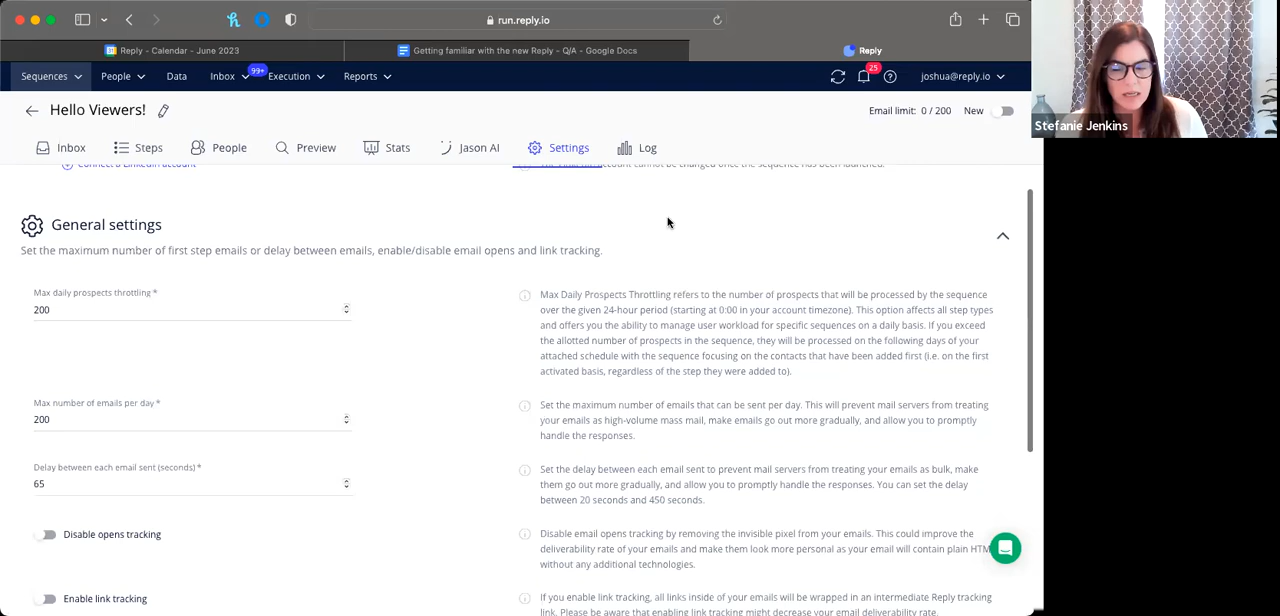 run.reply.io
Reply - Calendar - June 2023
Getting familiar with the new Reply - Q/A - Google Docs
Reply
Sequences
People
Data
Inbox
99+
Execution
Reports
25
joshua@reply.io
Hello Viewers!
Email limit: 0 / 200
New
Stefanie Jenkins
Inbox
Steps
People
Preview
Stats
Jason AI
Settings
Log
Connect a LinkedIn account
account cannot be changed once the sequence has been launched.
General settings
Set the maximum number of first step emails or delay between emails, enable/disable email opens and link tracking.
Max daily prospects throttling *
200
Max Daily Prospects Throttling refers to the number of prospects that will be processed by the sequence
over the given 24-hour period (starting at 0:00 in your account timezone). This option affects all step types
and offers you the ability to manage user workload for specific sequences on a daily basis. If you exceed
the allotted number of prospects in the sequence, they will be processed on the following days of your
attached schedule with the sequence focusing on the contacts that have been added first (i.e. on the first
activated basis, regardless of the step they were added to).
Max number of emails per day *
200
Set the maximum number of emails that can be sent per day. This will prevent mail servers from treating
your emails as high-volume mass mail, make emails go out more gradually, and allow you to promptly
handle the responses.
Delay between each email sent (seconds) *
65
Set the delay between each email sent to prevent mail servers from treating your emails as bulk, make
them go out more gradually, and allow you to promptly handle the responses. You can set the delay
between 20 seconds and 450 seconds.
Disable opens tracking
Disable email opens tracking by removing the invisible pixel from your emails. This could improve the
deliverability rate of your emails and make them look more personal as your email will contain plain HTM
without any additional technologies.
Enable link tracking
If you enable link tracking, all links inside of your emails will be wrapped in an intermediate Reply tracking
link. Please be aware that enabling link tracking might decrease your email deliverability rate.